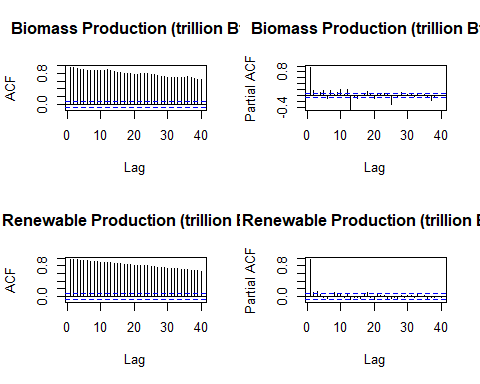 Biomass Production (trillion B
ACF
0.0 0.8
0 10 20 30 40
Lag
Biomass Production (trillion B
Partial ACF
-0.4 0.8
0 10 20 30 40
Lag
Renewable Production (trillion
ACF
0.0 0.8
0 10 20 30 40
Lag
Renewable Production (trillion B
Partial ACF
0.0 0.8
0 10 20 30 40
Lag